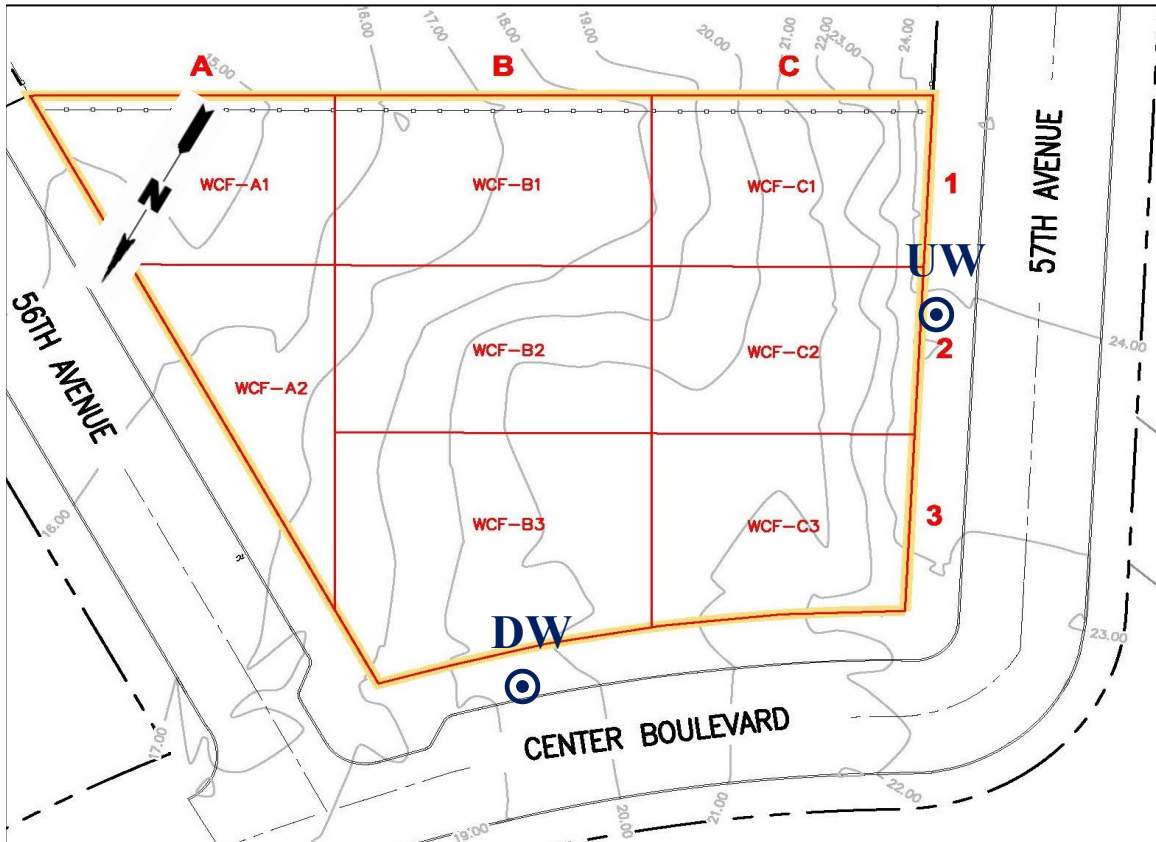 16.00
17.00
18.00
19.00
20.00
21.00
22.00
23.00
24.00
15.00
A
B
C
N
WCF-A1
WCF-B1
WCF-C1
1
57TH AVENUE
UW
56TH AVENUE
WCF-A2
WCF-B2
WCF-C2
2
24.00
16.00
WCF-B3
WCF-C3
3
DW
23.00
17.00
CENTER BOULEVARD
19.00
20.00
21.00
22.00